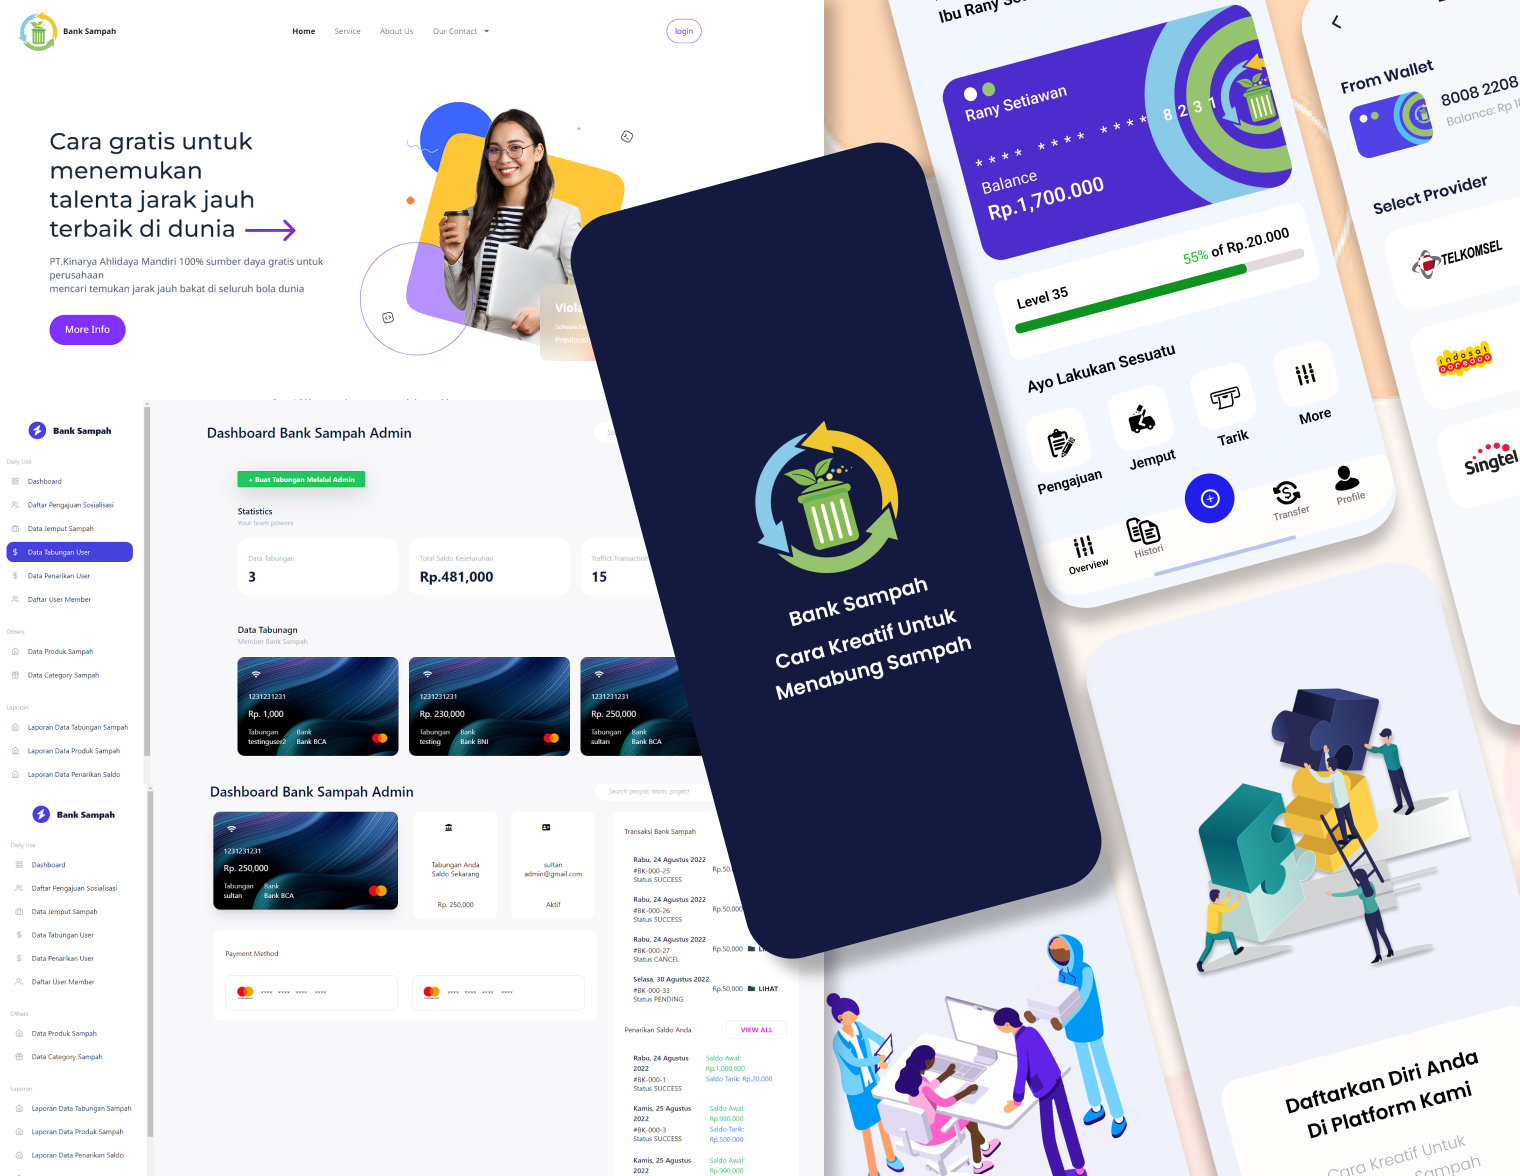 Bank Sampah
Home
Service
About Us
Our Contact
login
Cara gratis untuk
menemukan
talenta jarak jauh
terbaik di dunia
PT.Kinarya Ahlidaya Mandiri 100% sumber daya gratis untuk
perusahaan
mencari temukan jarak jauh bakat di seluruh bola dunia
More Info
Viola
Previously
Bank Sampah
Daily Use
Dashboard
Daftar Pengajuan Sosialisasi
Data Jemput Sampah
Data Tabungan User
Data Penarikan User
Daftar User Member
Others
Data Produk Sampah
Data Category Sampah
Laporan
Laporan Data Tabungan Sampah
Laporan Data Produk Sampah
Laporan Data Penarikan Saldo
Dashboard Bank Sampah Admin
+ Buat Tabungan Melalui Admin
Statistics
Your team powers
Data Tabungan
3
Total Saldo Keseluruhan
Rp.481,000
Traffict Transaction
15
Data Tabunagn
Member Bank Sampah
1231231231
Rp. 1,000
Tabungan Bank
testinguser2 Bank BCA
1231231231
Rp. 230,000
Tabungan Bank
testing Bank BNI
1231231231
Rp. 250,000
Tabungan Bank
sultan Bank BCA
Bank Sampah
Daily Use
Dashboard
Daftar Pengajuan Sosialisasi
Data Jemput Sampah
Data Tabungan User
Data Penarikan User
Daftar User Member
Others
Data Produk Sampah
Data Category Sampah
Laporan
Laporan Data Tabungan Sampah
Laporan Data Produk Sampah
Laporan Data Penarikan Saldo
Dashboard Bank Sampah Admin
Search people, team, project
1231231231
Rp. 250,000
Tabungan Bank
sultan Bank BCA
Tabungan Anda
Saldo Sekarang
Rp. 250,000
sultan
admin@gmail.com
Aktif
Payment Method
**** **** **** ****
**** **** **** ****
Transaksi Bank Sampah
Rabu, 24 Agustus 2022
#BK-000-25
Status SUCCESS
Rp.50,
Rabu, 24 Agustus 2022
#BK-000-26
Status SUCCESS
Rp.50,000
Rabu, 24 Agustus 2022
#BK-000-27
Status CANCEL
Rp.50,000
Selasa, 30 Agustus 2022
#BK-000-33
Status PENDING
Rp.50,000 LIHAT
Penarikan Saldo Anda
VIEW ALL
Rabu, 24 Agustus
2022
#BK-000-1
Status SUCCESS
Saldo Awal:
Rp.1,000,000
Saldo Tarik: Rp.20,000
Kamis, 25 Agustus
2022
#BK-000-3
Status SUCCESS
Saldo Awal:
Rp.980,000
Saldo Tarik:
Rp.500,000
Kamis, 25 Agustus
2022
Saldo Awal:
Rp.990,000
Bank Sampah
Cara Kreatif Untuk
Menabung Sampah
Ibu Rany
Rany Setiawan
**** **** **** 8231
Balance
Rp.1,700.000
55% of Rp.20.000
Level 35
Ayo Lakukan Sesuatu
Pengajuan
Jemput
Tarik
More
Overview
Histori
Transfer
Profile
From Wallet
8008 2208
Balance: Rp
Select Provider
TELKOMSEL
indosat
ooredoo
Singtel
Daftarkan Diri Anda
Di Platform Kami
Cara Kreatif Untuk
Sampah